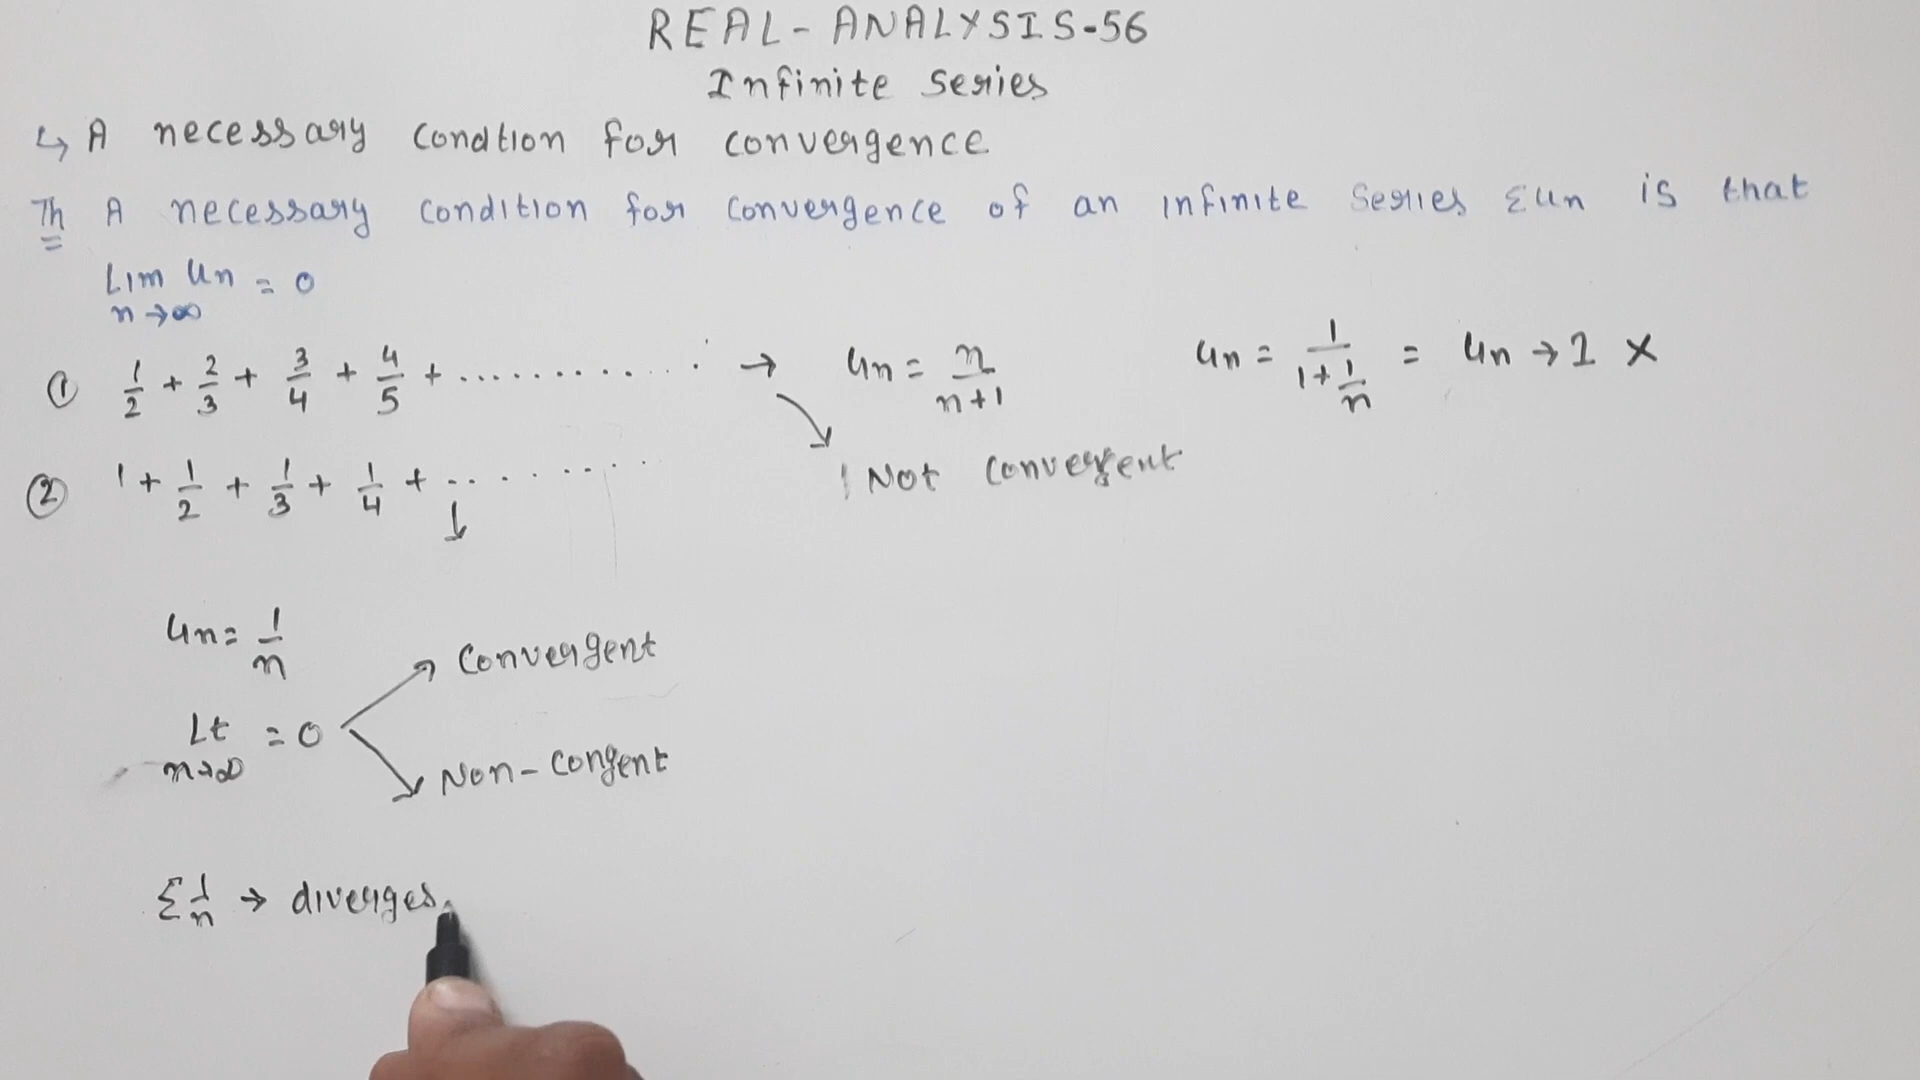 REAL-ANALYSIS-56
Infinite Series
↳ A necessary condtion for convergence
Th A necessary condition for convergence of an infinite series Σun is that
Lim un = 0
n→∞
① 1/2 + 2/3 + 3/4 + 4/5 + ............. → un = n/n+1 un = 1/1+1/n = un → 1 ×
Not convergent
② 1 + 1/2 + 1/3 + 1/4 + .........
↓
un = 1/n
Convergent
Lt = 0
n→∞
Non-Congent
Σ1/n → diverges